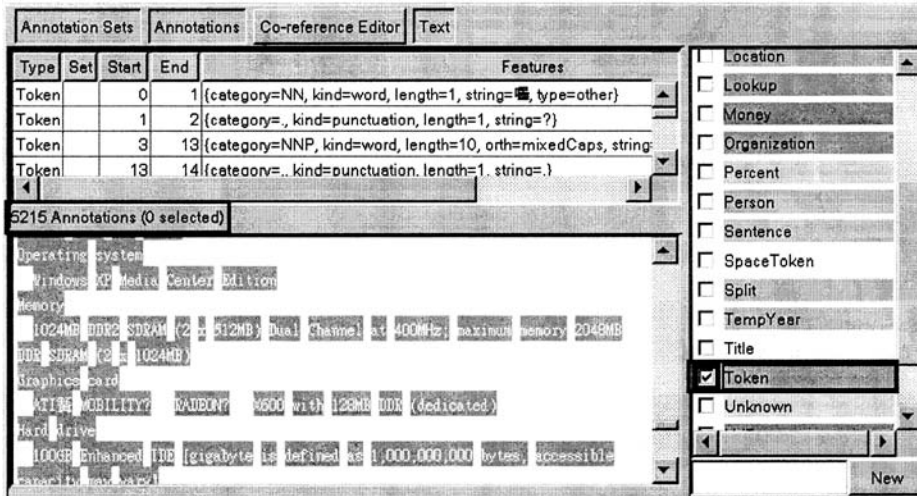 Annotation Sets Annotations Co-reference Editor Text
Type Set Start End Features
Token 0 1 {category=NN, kind=word, length=1, string= , type=other}
Token 1 2 {category=., kind=punctuation, length=1, string=?}
Token 3 13 {category=NNP, kind=word, length=10, orth=mixedCaps, string
Token 13 14 {category=., kind=punctuation, length=1, string=.}
5215 Annotations (0 selected)
Operating system
Windows XP Media Center Edition
Memory
1024MB DDR2 SDRAM (2 x 512MB) Dual Channel at 400MHz; maximum memory 2048MB
DDR SDRAM (2 x 1024MB)
Graphics card
MOBILITY? RADEON? X600 with 128MB DDR (dedicated)
Hard drive
100GB Enhanced IDE [gigabyte is defined as 1,000,000,000 bytes, accessible
capacity may vary]
Location
Lookup
Money
Organization
Percent
Person
Sentence
SpaceToken
Split
TempYear
Title
Token
Unknown
New